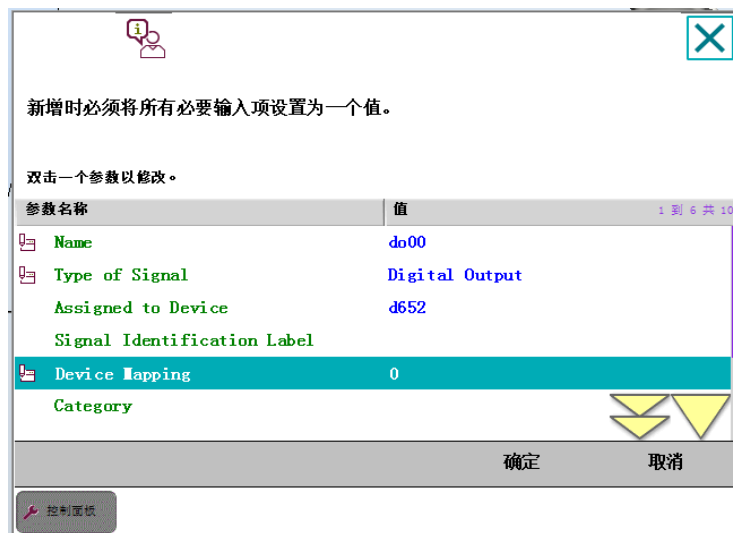 新增时必须将所有必要输入项设置为一个值。
双击一个参数以修改。
参数名称 值 1 到 6 共 10
Name do00
Type of Signal Digital Output
Assigned to Device d652
Signal Identification Label
Device Mapping 0
Category
确定 取消
控制面板